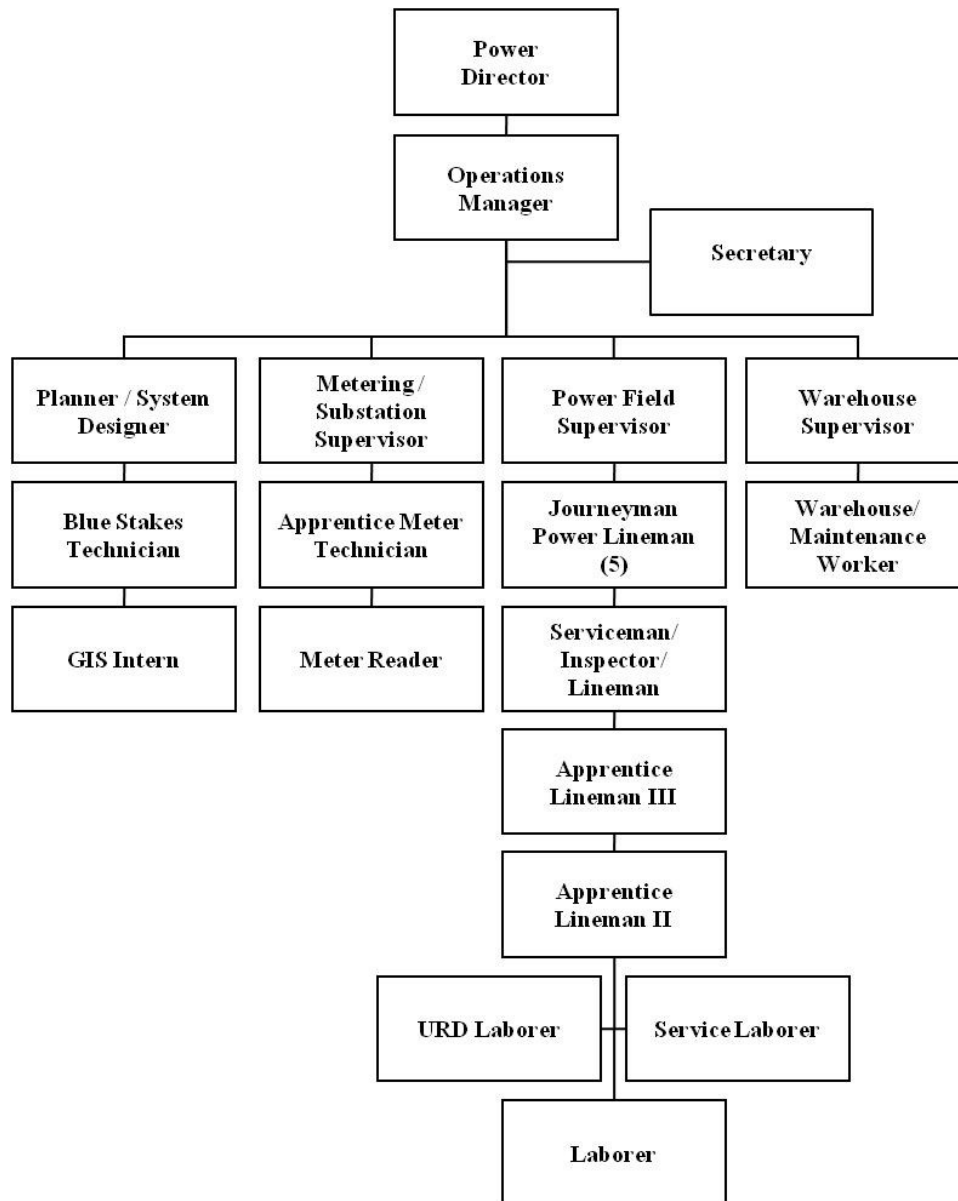 Power
Director
Operations
Manager
Secretary
Planner / System
Designer
Metering /
Substation
Supervisor
Power Field
Supervisor
Warehouse
Supervisor
Blue Stakes
Technician
Apprentice Meter
Technician
Journeyman
Power Lineman
(5)
Warehouse/
Maintenance
Worker
GIS Intern
Meter Reader
Serviceman/
Inspector/
Lineman
Apprentice
Lineman III
Apprentice
Lineman II
URD Laborer
Service Laborer
Laborer